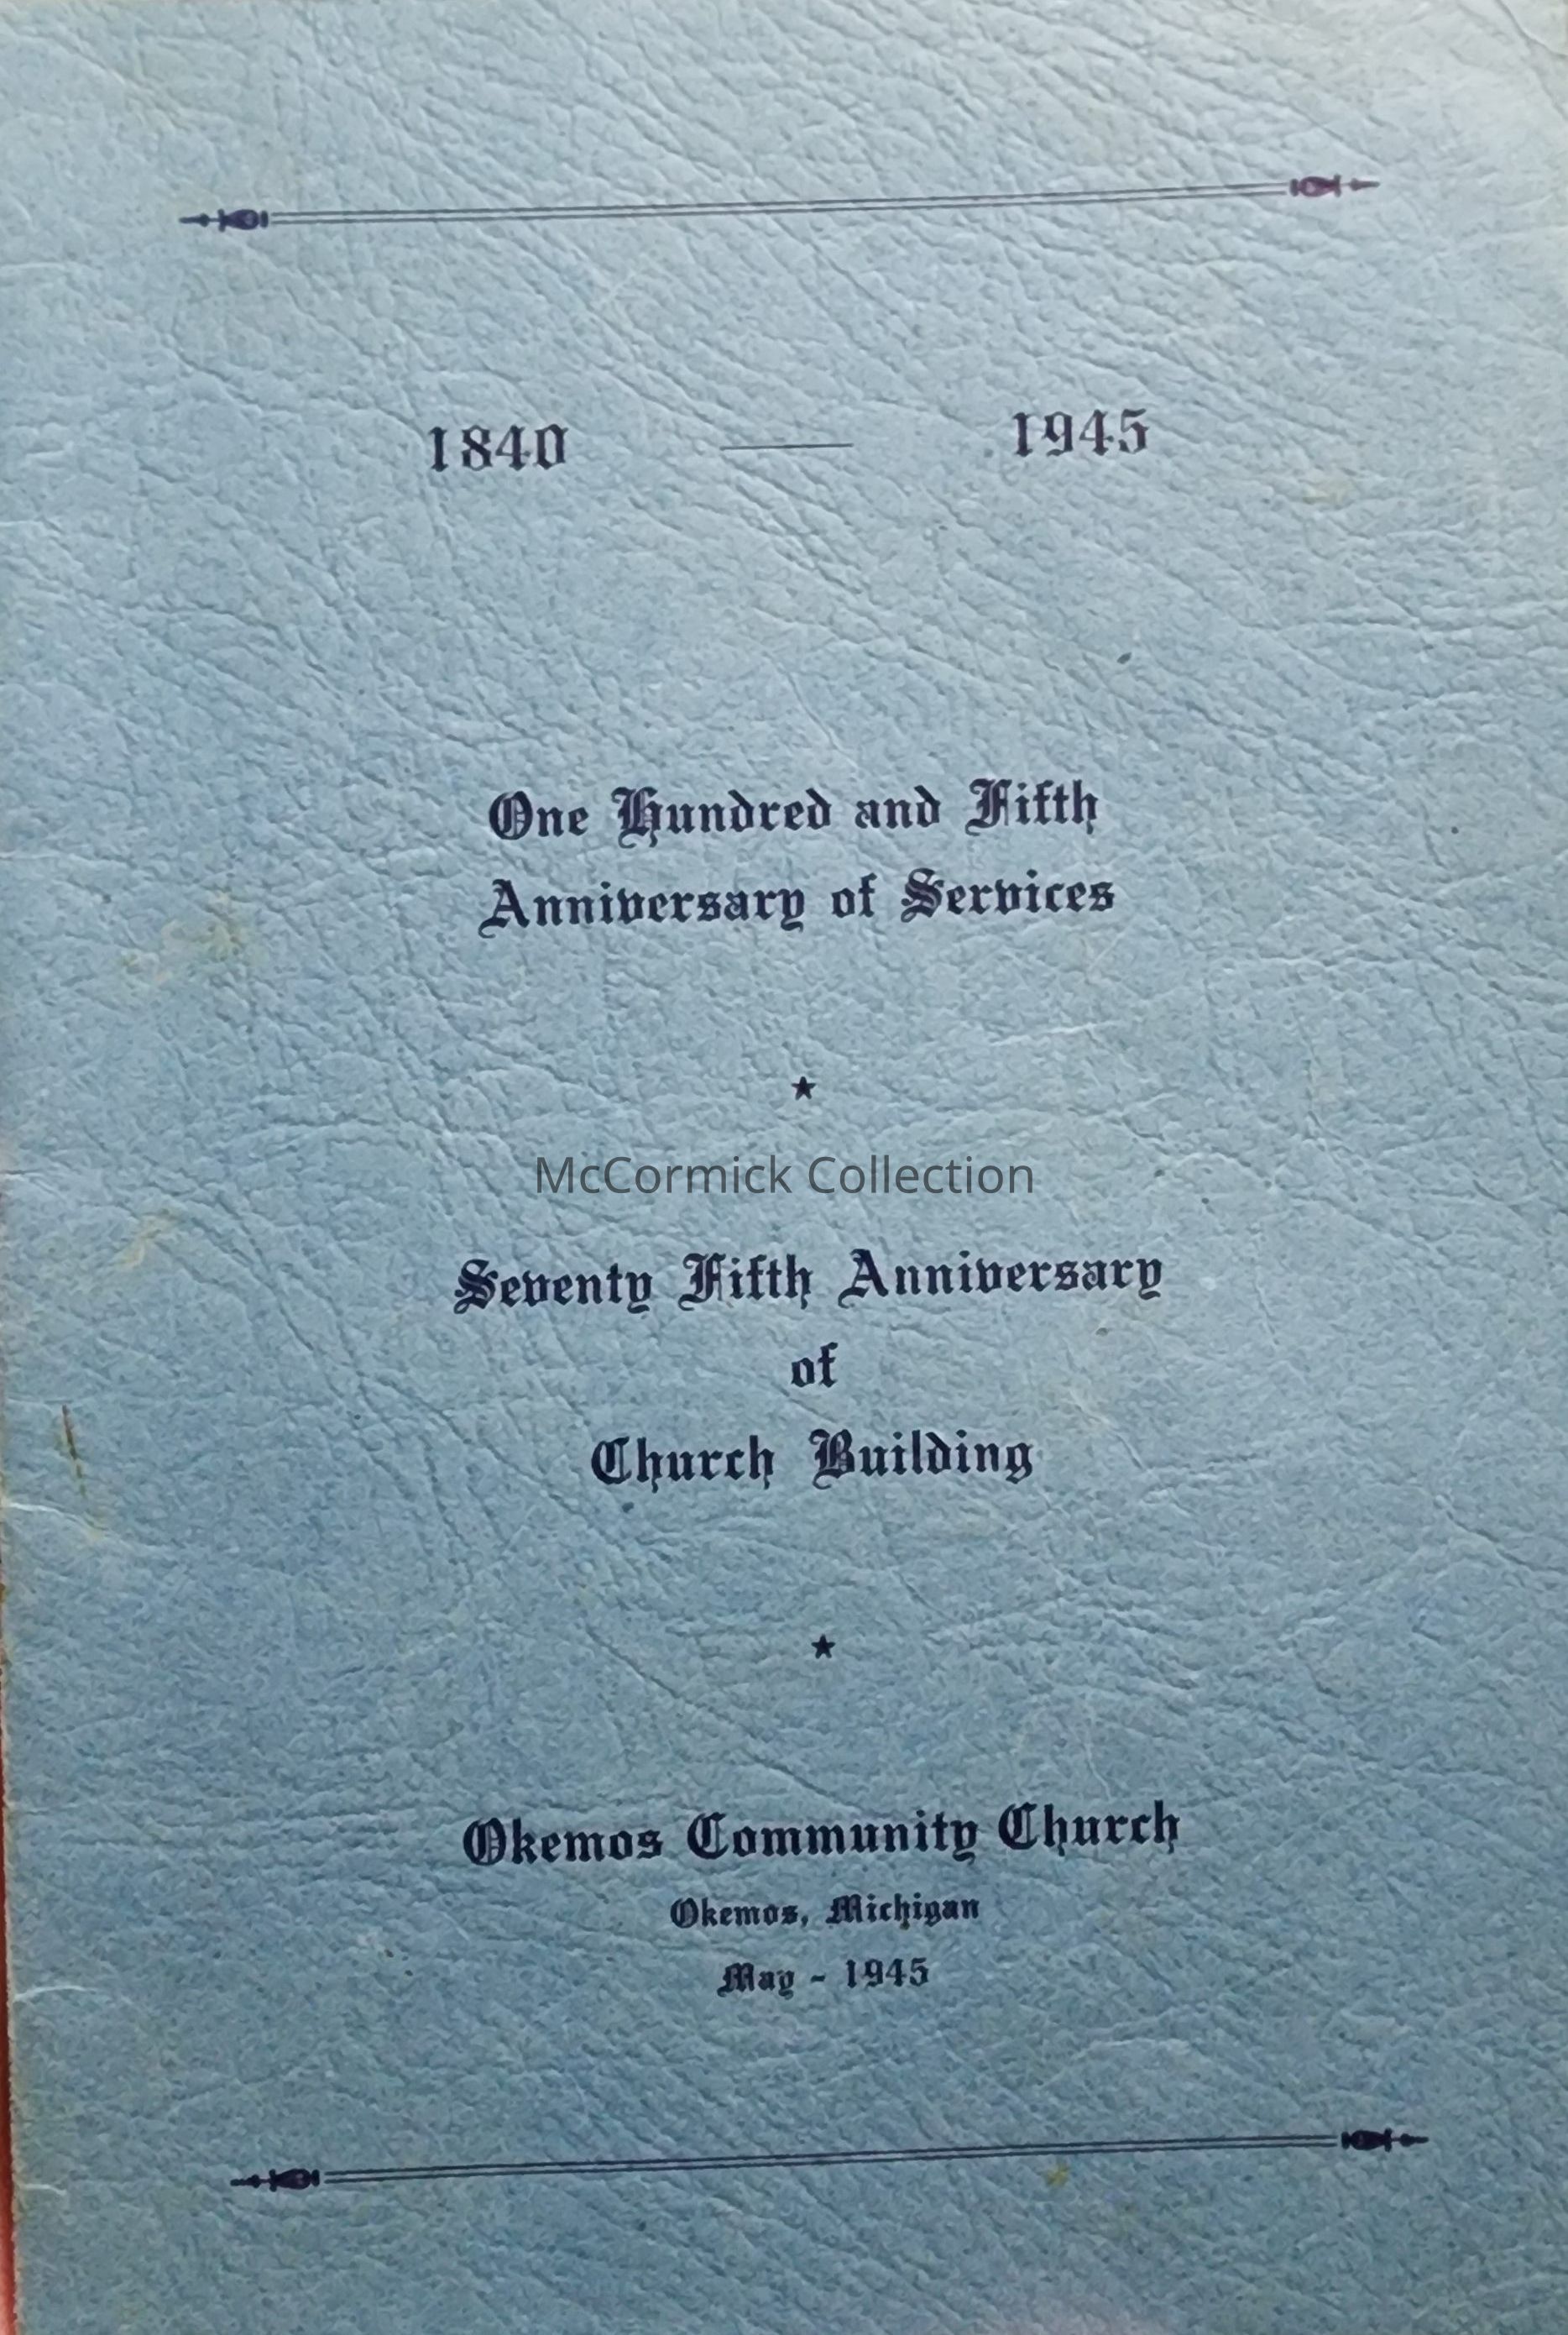 1840 — 1945
One Hundred and Fifth
Anniversary of Services
★
McCormick Collection
Seventy Fifth Anniversary
of
Church Building
★
Okemos Community Church
Okemos, Michigan
May - 1945